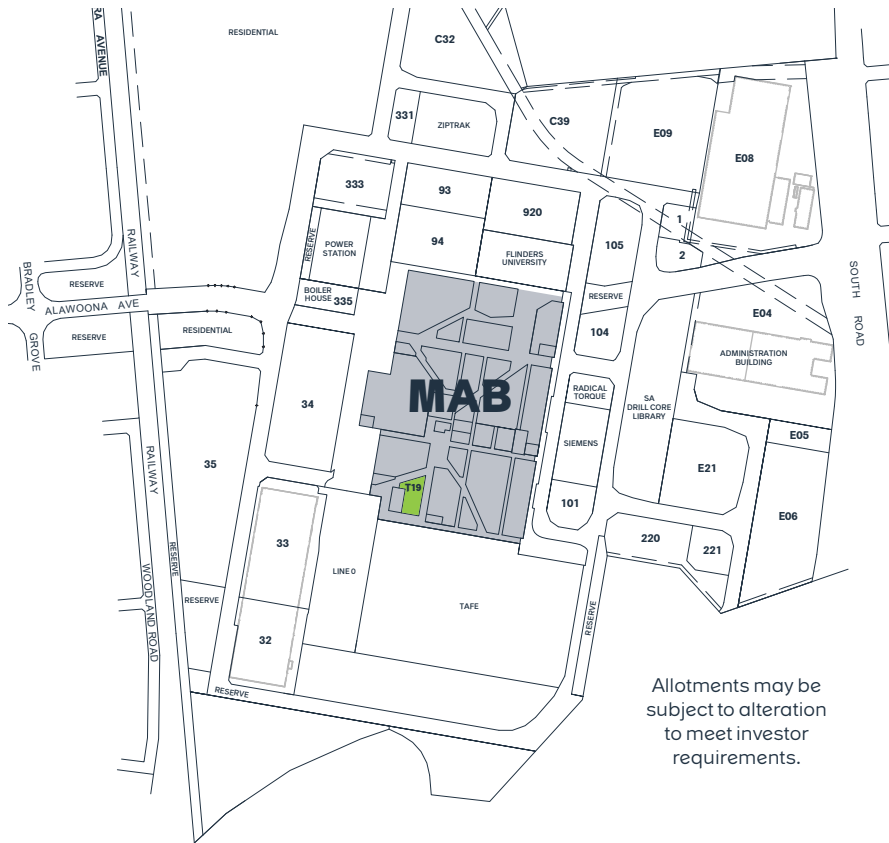 RA AVENUE
RESIDENTIAL
C32
331
ZIPTRAK
C39
E09
E08
333
93
920
1
RESERVE
POWER
STATION
94
FLINDERS
UNIVERSITY
105
2
RAILWAY
BRADLEY
GROVE
RESERVE
ALAWOONA AVE
RESERVE
BOILER
HOUSE
335
RESERVE
SOUTH
ROAD
RESIDENTIAL
104
E04
ADMINISTRATION
BUILDING
MAB
34
RADICAL
TORQUE
SA
DRILL CORE
LIBRARY
SIEMENS
E05
35
RAILWAY
E21
T19
101
E06
33
220
221
RESERVE
LINE 0
WOODLAND ROAD
RESERVE
TAFE
RESERVE
32
RESERVE
Allotments may be
subject to alteration
to meet investor
requirements.